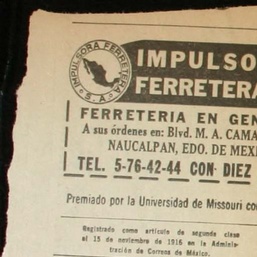 IMPULSORA FERRETERA
S. A.
IMPULSO
FERRETERA
FERRETERIA EN GEN
A sus órdenes en: Blvd. M. A. CAMA
NAUCALPAN, EDO. DE MEXI
TEL. 5-76-42-44 CON DIEZ
Premiado por la Universidad de Missouri co
Registrado como artículo de segunda clase
el 15 de noviembre de 1916 en la Adminis-
tración de Correos de México.